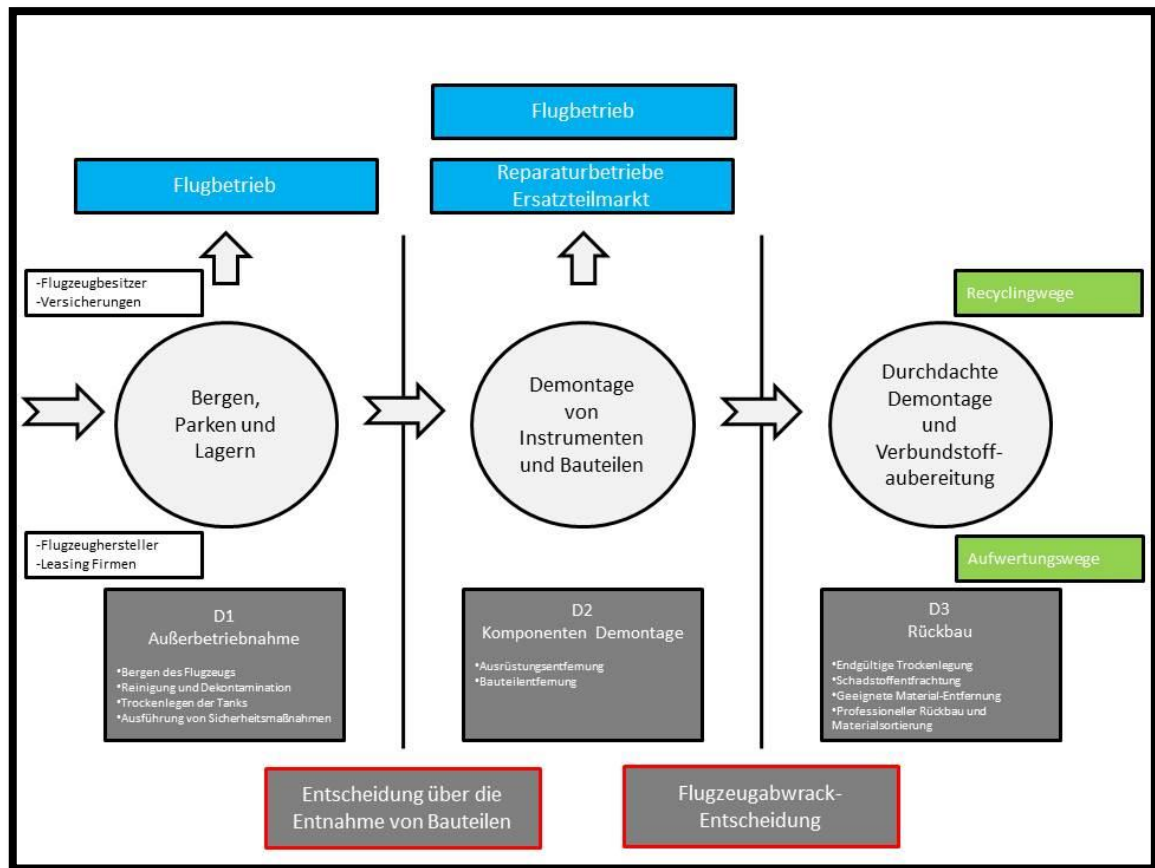 Flugbetrieb
Flugbetrieb
Reparaturbetriebe
Ersatzteilmarkt
-Flugzeugbesitzer
-Versicherungen
Recyclingwege
Bergen,
Parken und
Lagern
Demontage
von
Instrumenten
und Bauteilen
Durchdachte
Demontage
und
Verbundstoff-
aubereitung
-Flugzeughersteller
-Leasing Firmen
Aufwertungswege
D1
Außerbetriebnahme
•Bergen des Flugzeugs
•Reinigung und Dekontamination
•Trockenlegen der Tanks
•Ausführung von Sicherheitsmaßnahmen
D2
Komponenten Demontage
•Ausrüstungsentfernung
•Bauteilentfernung
D3
Rückbau
•Endgültige Trockenlegung
•Schadstoffentfrachtung
•Geeignete Material-Entfernung
•Professioneller Rückbau und
Materialsortierung
Entscheidung über die
Entnahme von Bauteilen
Flugzeugabwrack-
Entscheidung